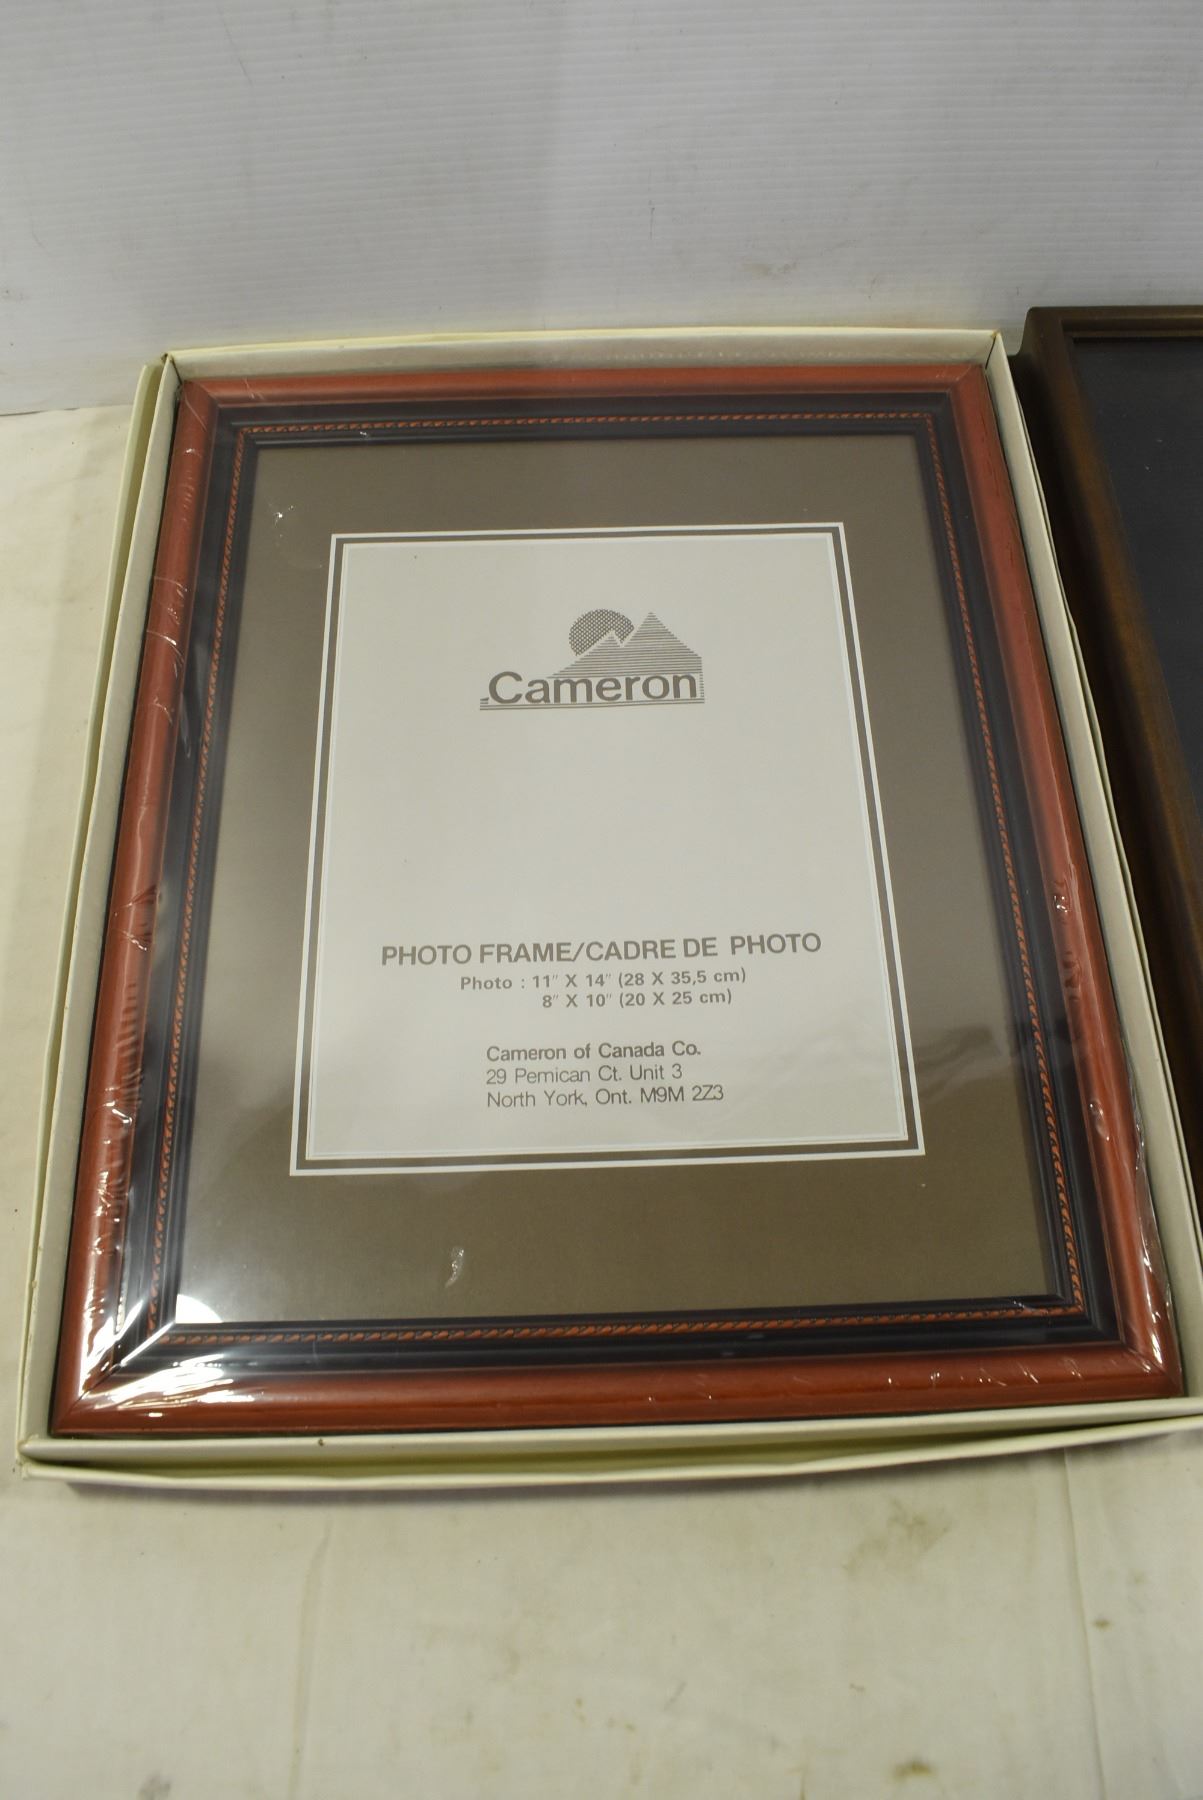 Cameron
PHOTO FRAME/CADRE DE PHOTO
Photo : 11" X 14" (28 X 35,5 cm)
8" X 10" (20 X 25 cm)
Cameron of Canada Co.
29 Pemican Ct. Unit 3
North York, Ont. M9M 2Z3